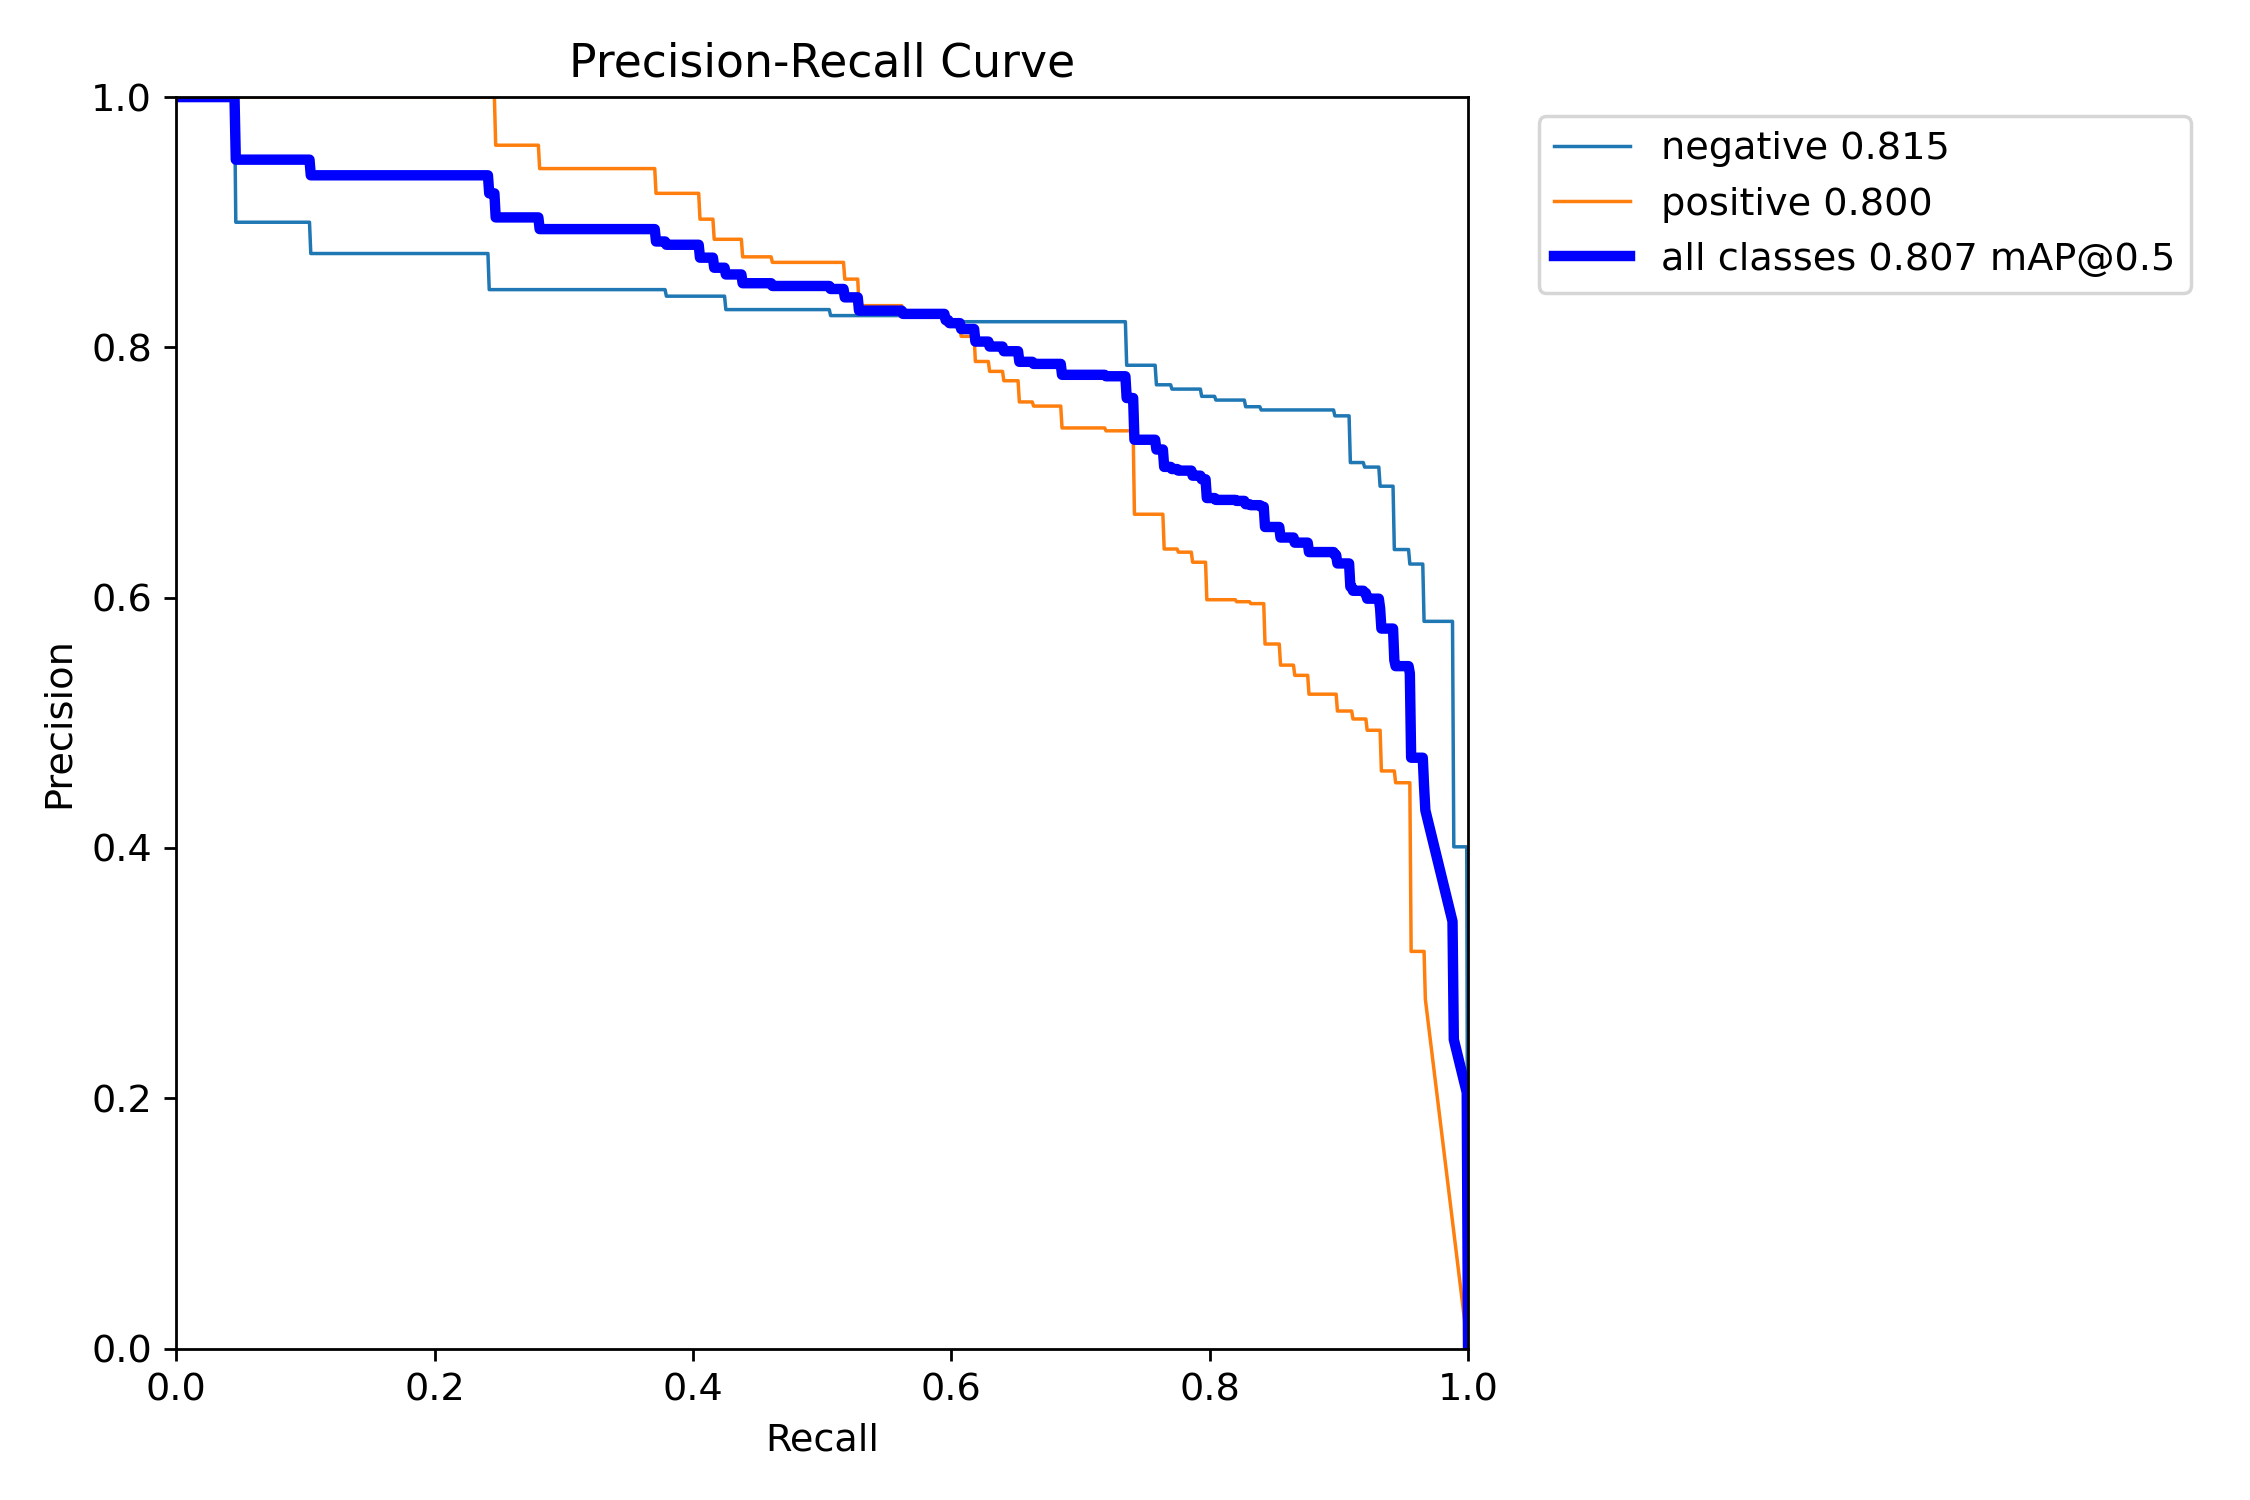 Precision-Recall Curve
1.0
0.8
0.6
0.4
0.2
0.0
Precision
0.0 0.2 0.4 0.6 0.8 1.0
Recall
negative 0.815
positive 0.800
all classes 0.807 mAP@0.5